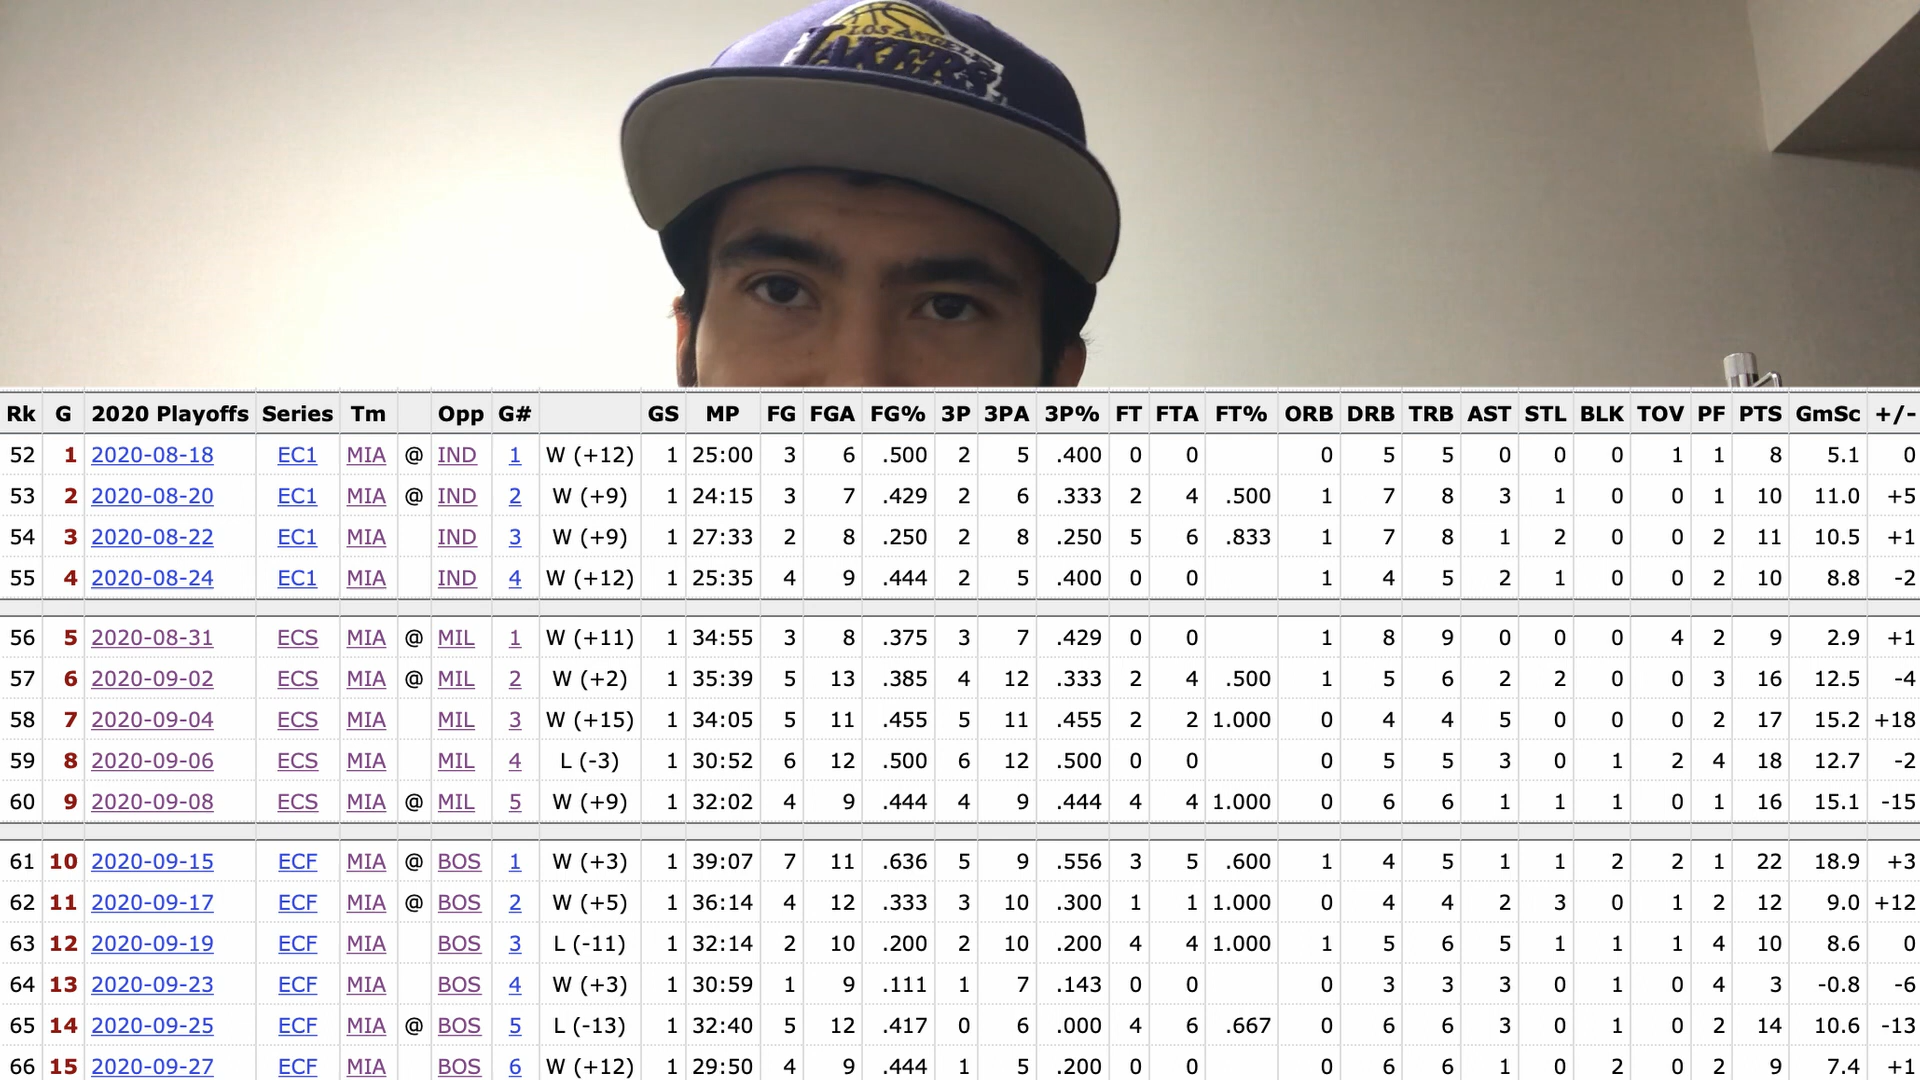 LOS ANGELES
LAKERS
Rk G 2020 Playoffs Series Tm Opp G# GS MP FG FGA FG% 3P 3PA 3P% FT FTA FT% ORB DRB TRB AST STL BLK TOV PF PTS GmSc +/-
52 1 2020-08-18 EC1 MIA @ IND 1 W (+12) 1 25:00 3 6 .500 2 5 .400 0 0 0 5 5 0 0 0 1 1 8 5.1 0
53 2 2020-08-20 EC1 MIA @ IND 2 W (+9) 1 24:15 3 7 .429 2 6 .333 2 4 .500 1 7 8 3 1 0 0 1 10 11.0 +5
54 3 2020-08-22 EC1 MIA IND 3 W (+9) 1 27:33 2 8 .250 2 8 .250 5 6 .833 1 7 8 1 2 0 0 2 11 10.5 +1
55 4 2020-08-24 EC1 MIA IND 4 W (+12) 1 25:35 4 9 .444 2 5 .400 0 0 1 4 5 2 1 0 0 2 10 8.8 -2
56 5 2020-08-31 ECS MIA @ MIL 1 W (+11) 1 34:55 3 8 .375 3 7 .429 0 0 1 8 9 0 0 0 4 2 9 2.9 +1
57 6 2020-09-02 ECS MIA @ MIL 2 W (+2) 1 35:39 5 13 .385 4 12 .333 2 4 .500 1 5 6 2 2 0 0 3 16 12.5 -4
58 7 2020-09-04 ECS MIA MIL 3 W (+15) 1 34:05 5 11 .455 5 11 .455 2 2 1.000 0 4 4 5 0 0 0 2 17 15.2 +18
59 8 2020-09-06 ECS MIA MIL 4 L (-3) 1 30:52 6 12 .500 6 12 .500 0 0 0 5 5 3 0 1 2 4 18 12.7 -2
60 9 2020-09-08 ECS MIA @ MIL 5 W (+9) 1 32:02 4 9 .444 4 9 .444 4 4 1.000 0 6 6 1 1 1 0 1 16 15.1 -15
61 10 2020-09-15 ECF MIA @ BOS 1 W (+3) 1 39:07 7 11 .636 5 9 .556 3 5 .600 1 4 5 1 1 2 2 1 22 18.9 +3
62 11 2020-09-17 ECF MIA @ BOS 2 W (+5) 1 36:14 4 12 .333 3 10 .300 1 1 1.000 0 4 4 2 3 0 1 2 12 9.0 +12
63 12 2020-09-19 ECF MIA BOS 3 L (-11) 1 32:14 2 10 .200 2 10 .200 4 4 1.000 1 5 6 5 1 1 1 4 10 8.6 0
64 13 2020-09-23 ECF MIA BOS 4 W (+3) 1 30:59 1 9 .111 1 7 .143 0 0 0 3 3 3 0 1 0 4 3 -0.8 -6
65 14 2020-09-25 ECF MIA @ BOS 5 L (-13) 1 32:40 5 12 .417 0 6 .000 4 6 .667 0 6 6 3 0 1 0 2 14 10.6 -13
66 15 2020-09-27 ECF MIA BOS 6 W (+12) 1 29:50 4 9 .444 1 5 .200 0 0 0 6 6 1 0 2 0 2 9 7.4 +1